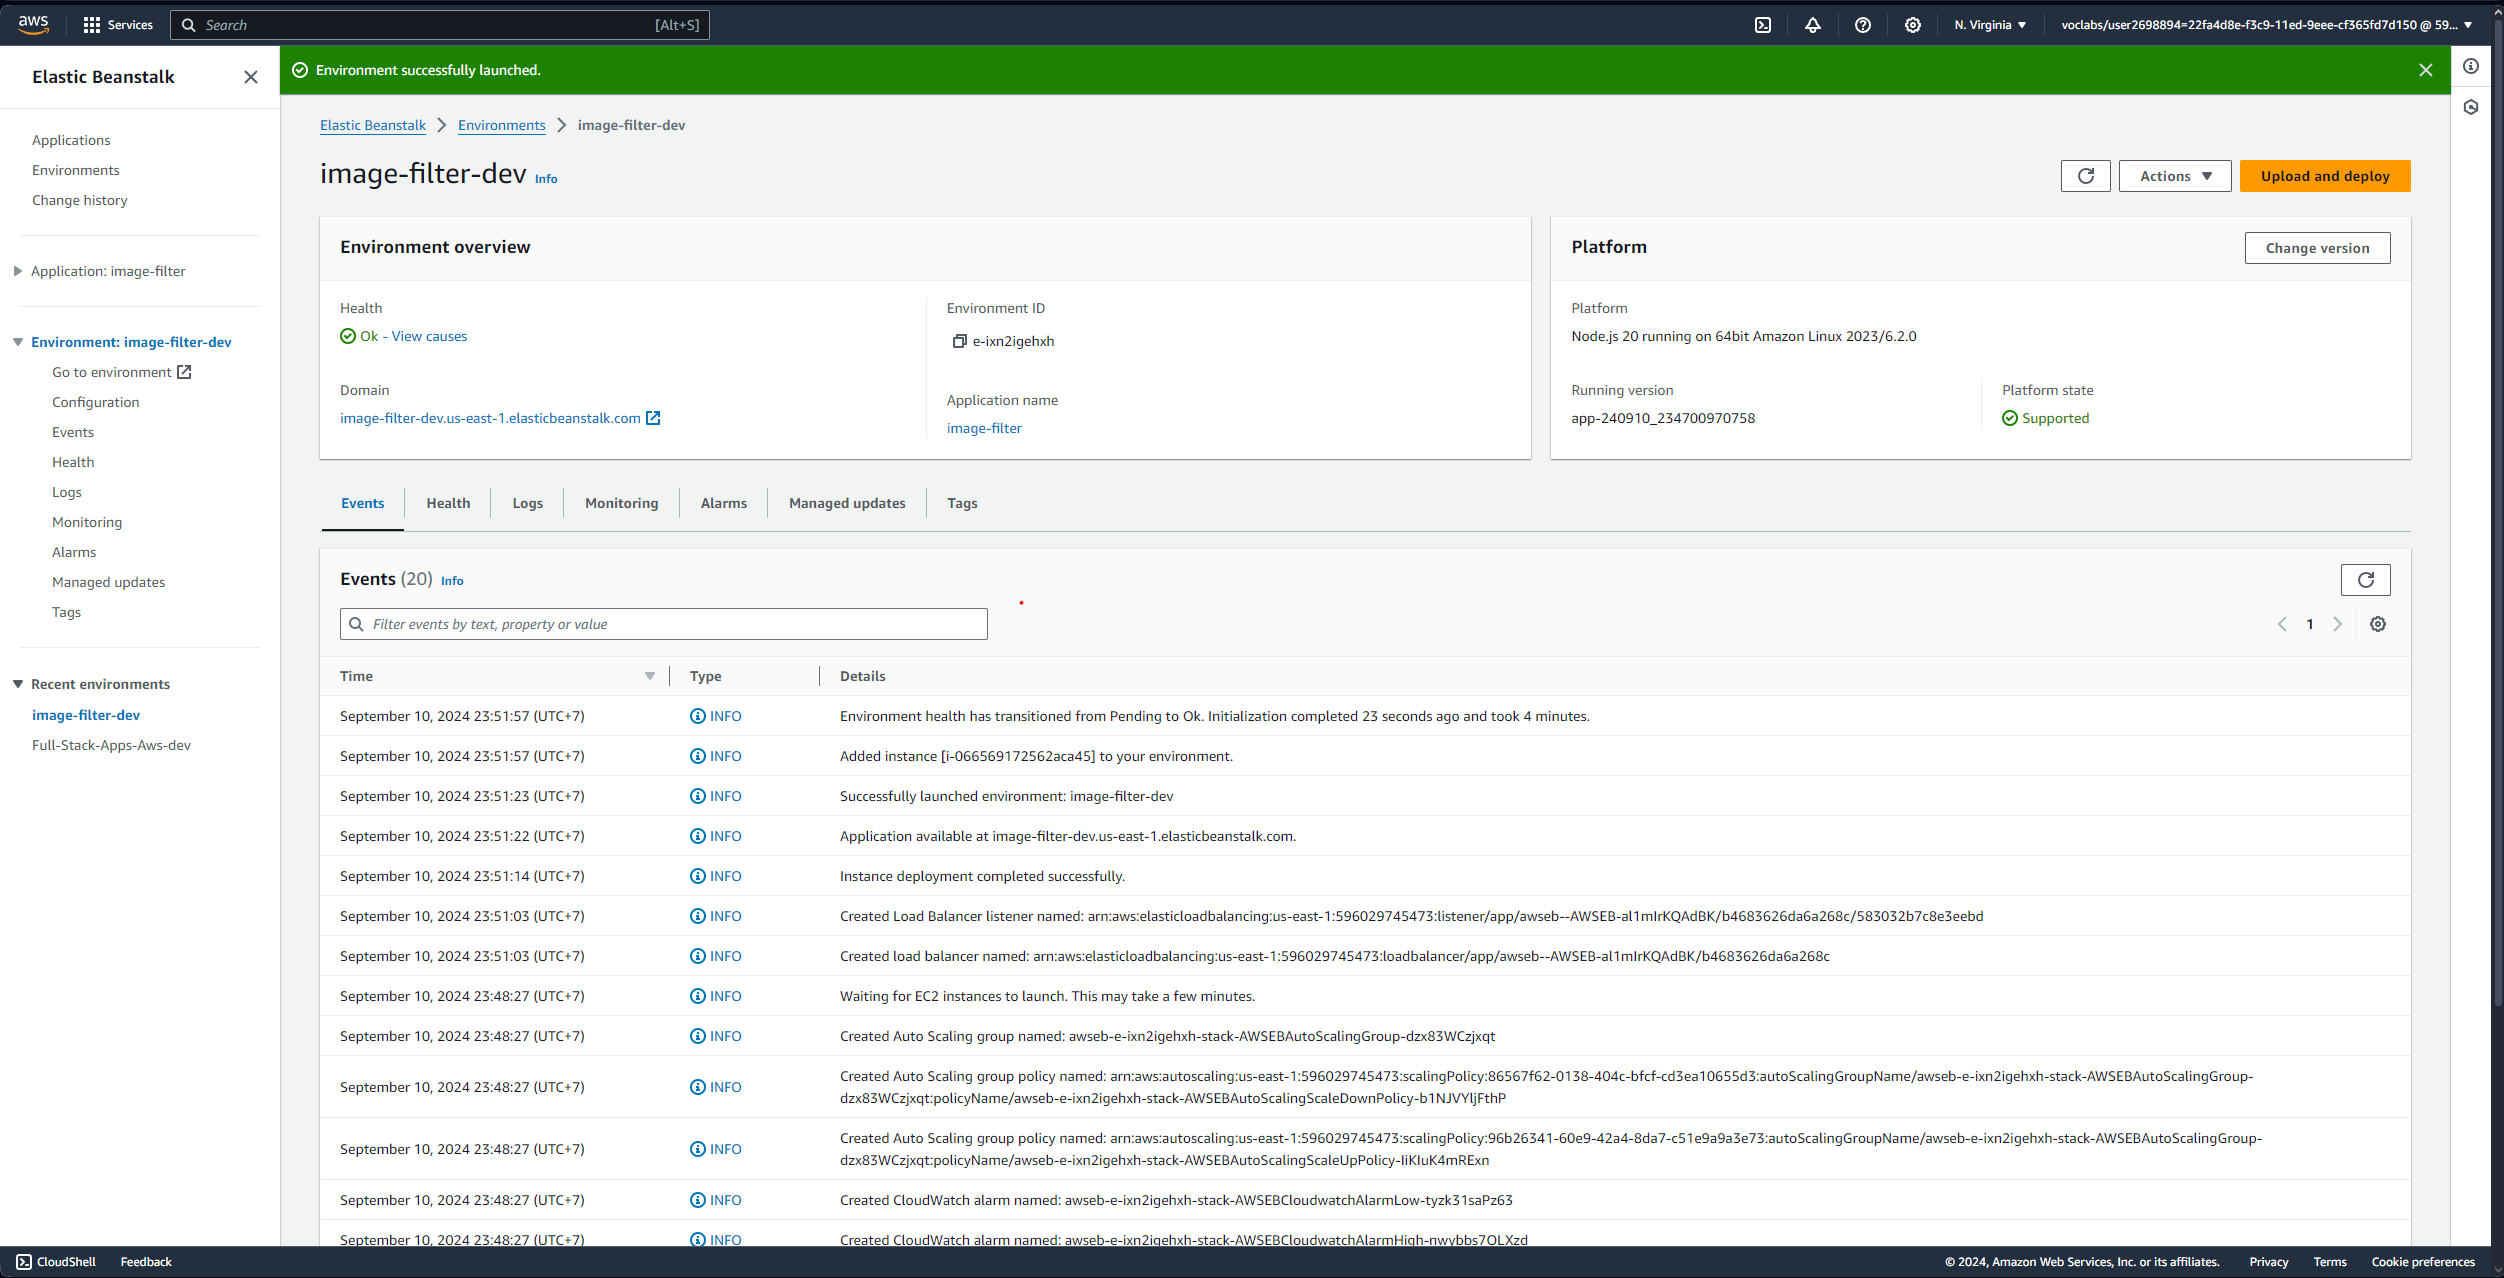 aws
Services
Search
[Alt+S]
N. Virginia
voclabs/user2698894=22fa4d8e-f3c9-11ed-9eee-cf365fd7d150 @ 59...
Elastic Beanstalk
Applications
Environments
Change history
Application: image-filter
Environment: image-filter-dev
Go to environment
Configuration
Events
Health
Logs
Monitoring
Alarms
Managed updates
Tags
Recent environments
image-filter-dev
Full-Stack-Apps-Aws-dev
Environment successfully launched.
Elastic Beanstalk
Environments
image-filter-dev
image-filter-dev Info
Actions
Upload and deploy
Environment overview
Health
Ok - View causes
Domain
image-filter-dev.us-east-1.elasticbeanstalk.com
Environment ID
e-ixn2igehxh
Application name
image-filter
Platform
Change version
Platform
Node.js 20 running on 64bit Amazon Linux 2023/6.2.0
Running version
app-240910_234700970758
Platform state
Supported
Events
Health
Logs
Monitoring
Alarms
Managed updates
Tags
Events (20) Info
Filter events by text, property or value
1
Time Type Details
September 10, 2024 23:51:57 (UTC+7) INFO Environment health has transitioned from Pending to Ok. Initialization completed 23 seconds ago and took 4 minutes.
September 10, 2024 23:51:57 (UTC+7) INFO Added instance [i-066569172562aca45] to your environment.
September 10, 2024 23:51:23 (UTC+7) INFO Successfully launched environment: image-filter-dev
September 10, 2024 23:51:22 (UTC+7) INFO Application available at image-filter-dev.us-east-1.elasticbeanstalk.com.
September 10, 2024 23:51:14 (UTC+7) INFO Instance deployment completed successfully.
September 10, 2024 23:51:03 (UTC+7) INFO Created Load Balancer listener named: arn:aws:elasticloadbalancing:us-east-1:596029745473:listener/app/awseb--AWSEB-al1mIrKQAdBK/b4683626da6a268c/583032b7c8e3eebd
September 10, 2024 23:51:03 (UTC+7) INFO Created load balancer named: arn:aws:elasticloadbalancing:us-east-1:596029745473:loadbalancer/app/awseb--AWSEB-al1mIrKQAdBK/b4683626da6a268c
September 10, 2024 23:48:27 (UTC+7) INFO Waiting for EC2 instances to launch. This may take a few minutes.
September 10, 2024 23:48:27 (UTC+7) INFO Created Auto Scaling group named: awseb-e-ixn2igehxh-stack-AWSEBAutoScalingGroup-dzx83WCzjxqt
September 10, 2024 23:48:27 (UTC+7) INFO Created Auto Scaling group policy named: arn:aws:autoscaling:us-east-1:596029745473:scalingPolicy:86567f62-0138-404c-bfcf-cd3ea10655d3:autoScalingGroupName/awseb-e-ixn2igehxh-stack-AWSEBAutoScalingGroup-
dzx83WCzjxqt:policyName/awseb-e-ixn2igehxh-stack-AWSEBAutoScalingScaleDownPolicy-b1NJVYljFthP
September 10, 2024 23:48:27 (UTC+7) INFO Created Auto Scaling group policy named: arn:aws:autoscaling:us-east-1:596029745473:scalingPolicy:96b26341-60e9-42a4-8da7-c51e9a9a3e73:autoScalingGroupName/awseb-e-ixn2igehxh-stack-AWSEBAutoScalingGroup-
dzx83WCzjxqt:policyName/awseb-e-ixn2igehxh-stack-AWSEBAutoScalingScaleUpPolicy-IiKIuK4mRExn
September 10, 2024 23:48:27 (UTC+7) INFO Created CloudWatch alarm named: awseb-e-ixn2igehxh-stack-AWSEBCloudwatchAlarmLow-tyzk31saPz63
September 10, 2024 23:48:27 (UTC+7) INFO Created CloudWatch alarm named: awseb-e-ixn2igehxh-stack-AWSEBCloudwatchAlarmHigh-nwybbs7OLXzd
CloudShell
Feedback
© 2024, Amazon Web Services, Inc. or its affiliates.
Privacy
Terms
Cookie preferences